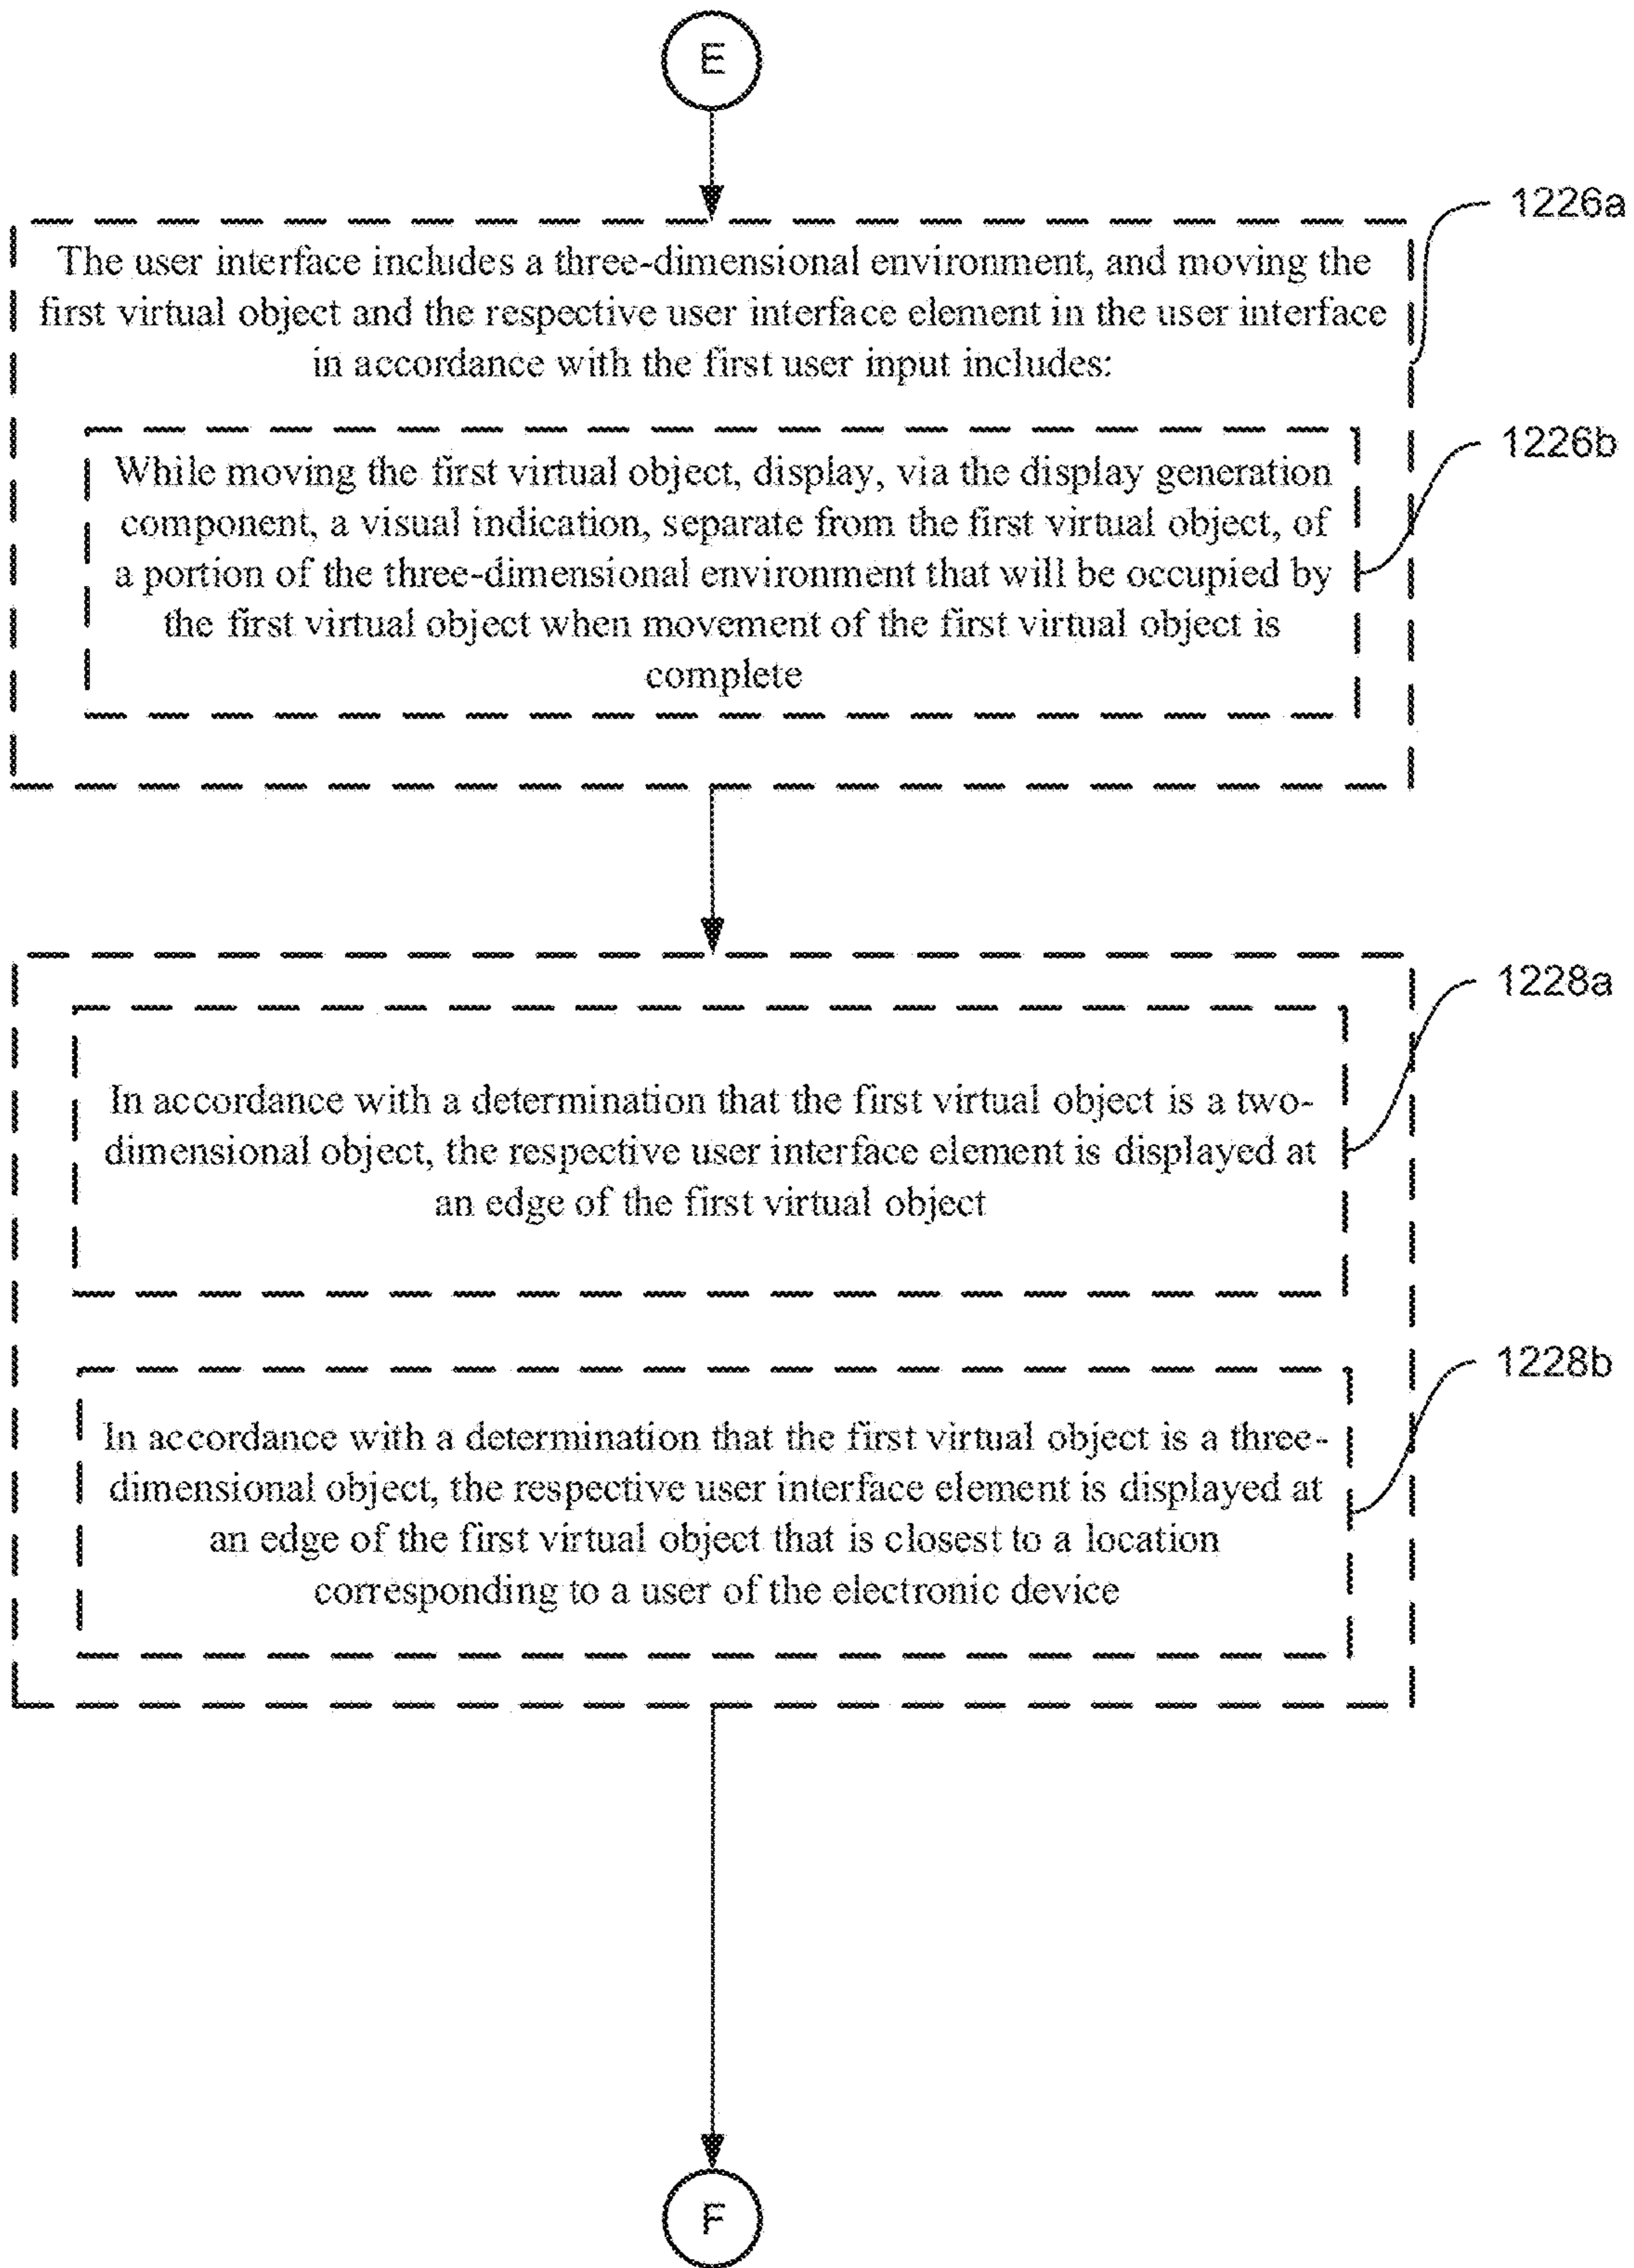 E
1226a
The user interface includes a three-dimensional environment, and moving the
first virtual object and the respective user interface element in the user interface
in accordance with the first user input includes:
1226b
While moving the first virtual object, display, via the display generation
component, a visual indication, separate from the first virtual object, of
a portion of the three-dimensional environment that will be occupied by
the first virtual object when movement of the first virtual object is
complete
1228a
In accordance with a determination that the first virtual object is a two-
dimensional object, the respective user interface element is displayed at
an edge of the first virtual object
1228b
In accordance with a determination that the first virtual object is a three-
dimensional object, the respective user interface element is displayed at
an edge of the first virtual object that is closest to a location
corresponding to a user of the electronic device
F